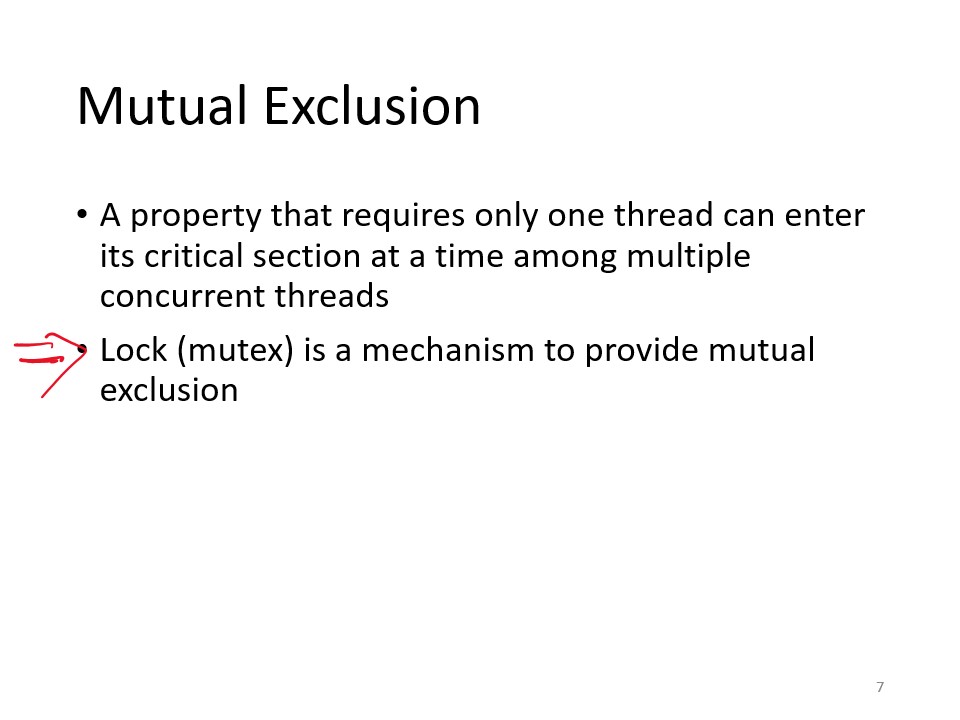 Mutual Exclusion
• A property that requires only one thread can enter
its critical section at a time among multiple
concurrent threads
• Lock (mutex) is a mechanism to provide mutual
exclusion
7